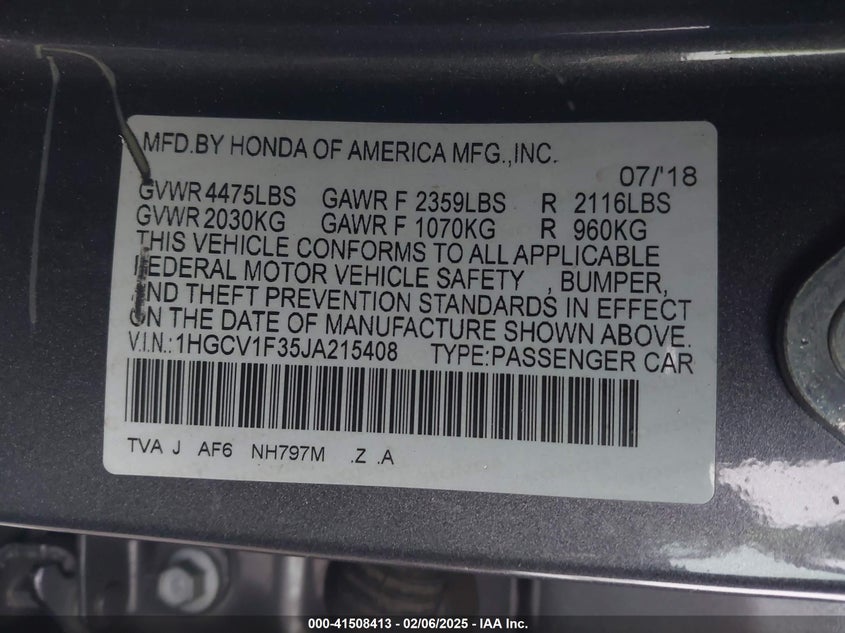 MFD.BY HONDA OF AMERICA MFG.,INC.
07/'18
GVWR 4475LBS GAWR F 2359LBS R 2116LBS
GVWR 2030KG GAWR F 1070KG R 960KG
THIS VEHICLE CONFORMS TO ALL APPLICABLE
FEDERAL MOTOR VEHICLE SAFETY , BUMPER,
AND THEFT PREVENTION STANDARDS IN EFFECT
ON THE DATE OF MANUFACTURE SHOWN ABOVE.
V.I.N.:1HGCV1F35JA215408 TYPE:PASSENGER CAR
TVA J AF6 NH797M .Z .A
000-41508413 - 02/06/2025 - IAA Inc.